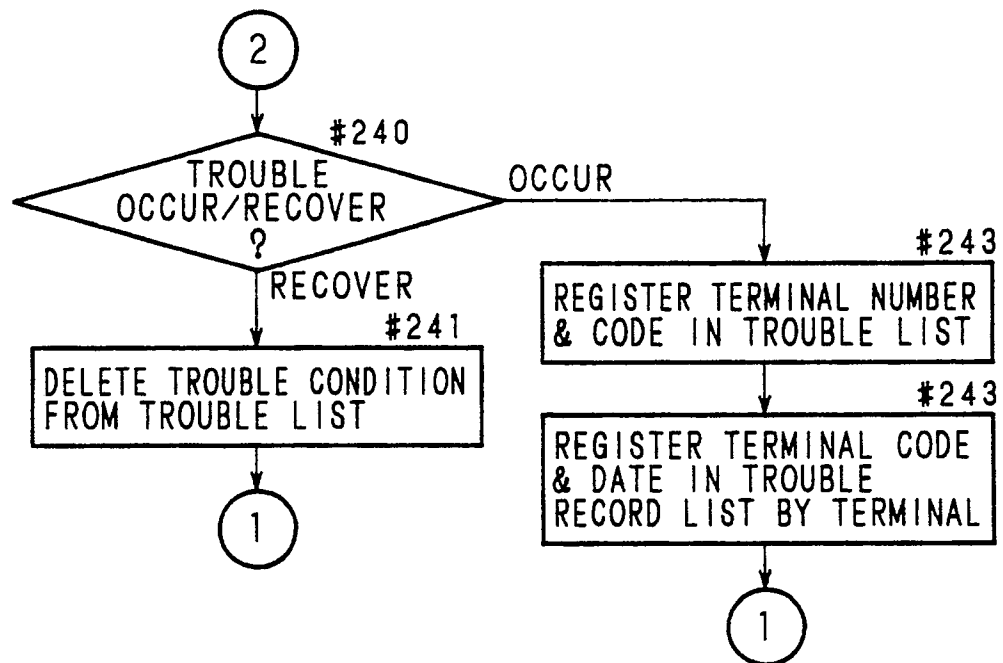 2
#240
TROUBLE
OCCUR/RECOVER
?
OCCUR
RECOVER
#241
DELETE TROUBLE CONDITION
FROM TROUBLE LIST
1
#243
REGISTER TERMINAL NUMBER
& CODE IN TROUBLE LIST
#243
REGISTER TERMINAL CODE
& DATE IN TROUBLE
RECORD LIST BY TERMINAL
1